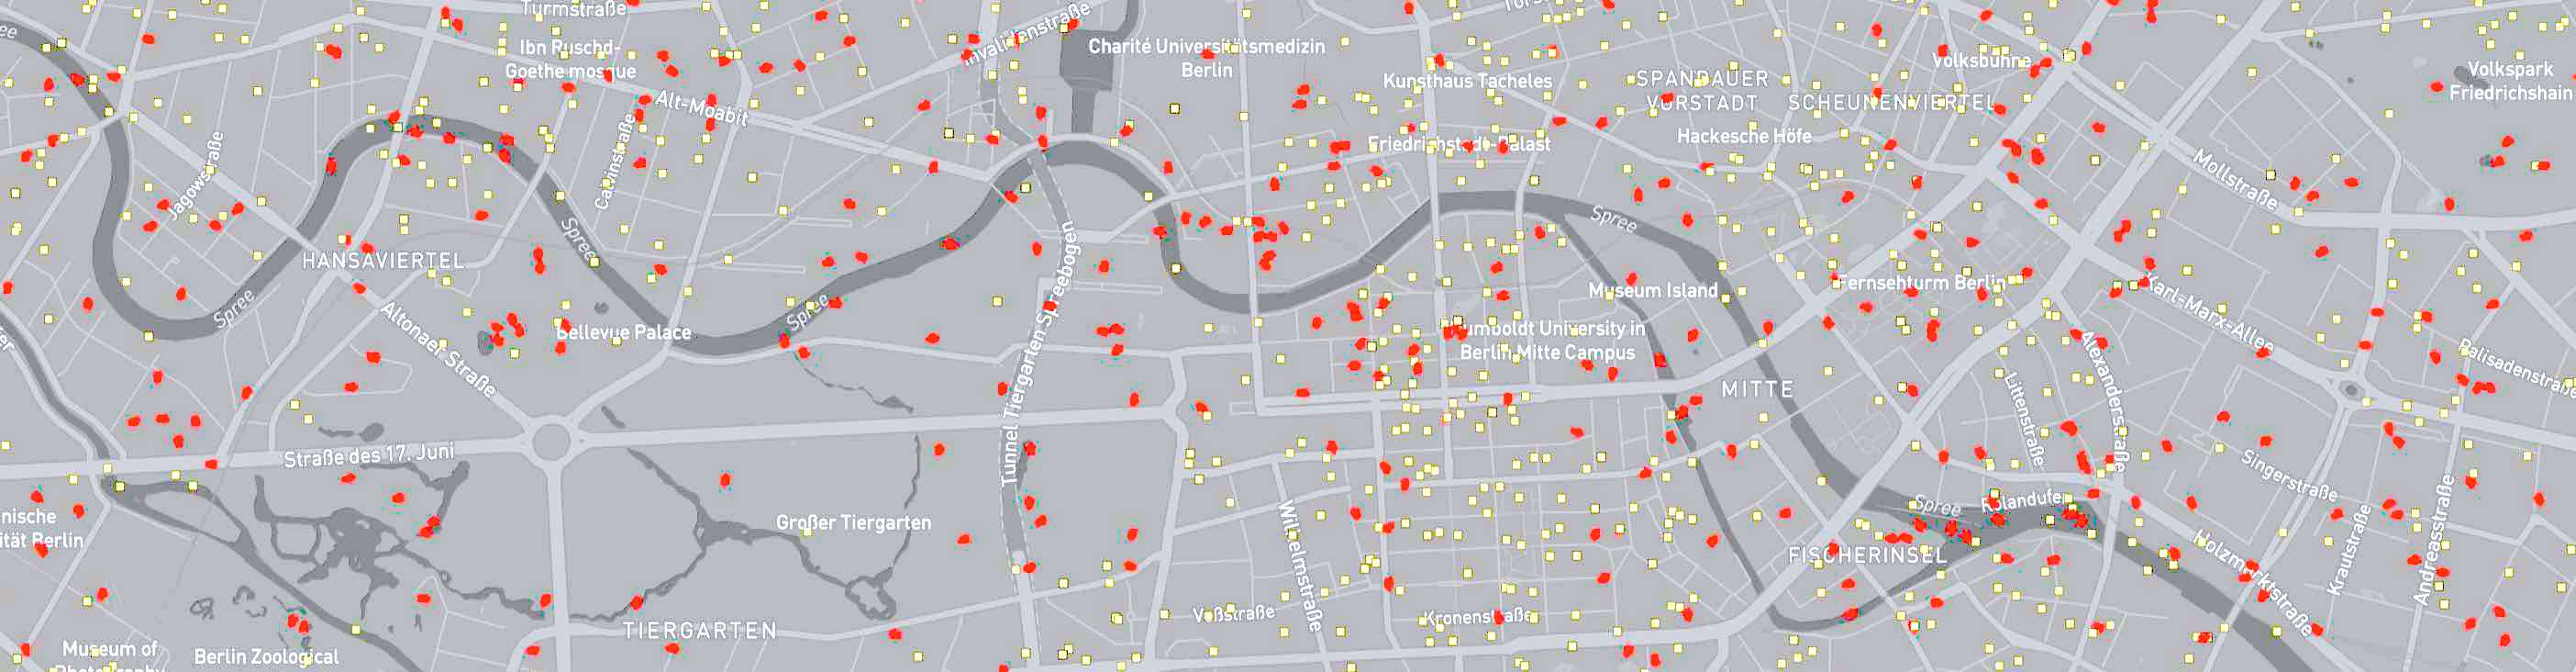 Turmstraße
Invalidenstraße
Ibn Ruschd-
Goethe mosque
Charité Universitätsmedizin
Berlin
Kunsthaus Tacheles
SPANDAUER
VORSTADT
SCHEUNENVIERTEL
Volksbühne
Volkspark
Friedrichshain
Alt-Moabit
Hackesche Höfe
Friedrichstadt-Palast
Jagowstraße
Calvinstraße
Mollstraße
Spree
Spree
HANSAVIERTEL
Spree
Spree
Museum Island
Fernsehturm Berlin
Karl-Marx-Allee
Altonaer Straße
Bellevue Palace
Tunnel Tiergarten Spreebogen
Humboldt University in
Berlin Mitte Campus
Palisadenstraße
Littenstraße
Alexanderstraße
MITTE
Straße des 17. Juni
Singerstraße
Großer Tiergarten
Wilhelmstraße
Spree
Rolandufer
Krautstraße
Andreasstraße
FISCHERINSEL
Holzmarktstraße
Voßstraße
Kronenstraße
TIERGARTEN
Museum of
Berlin Zoological